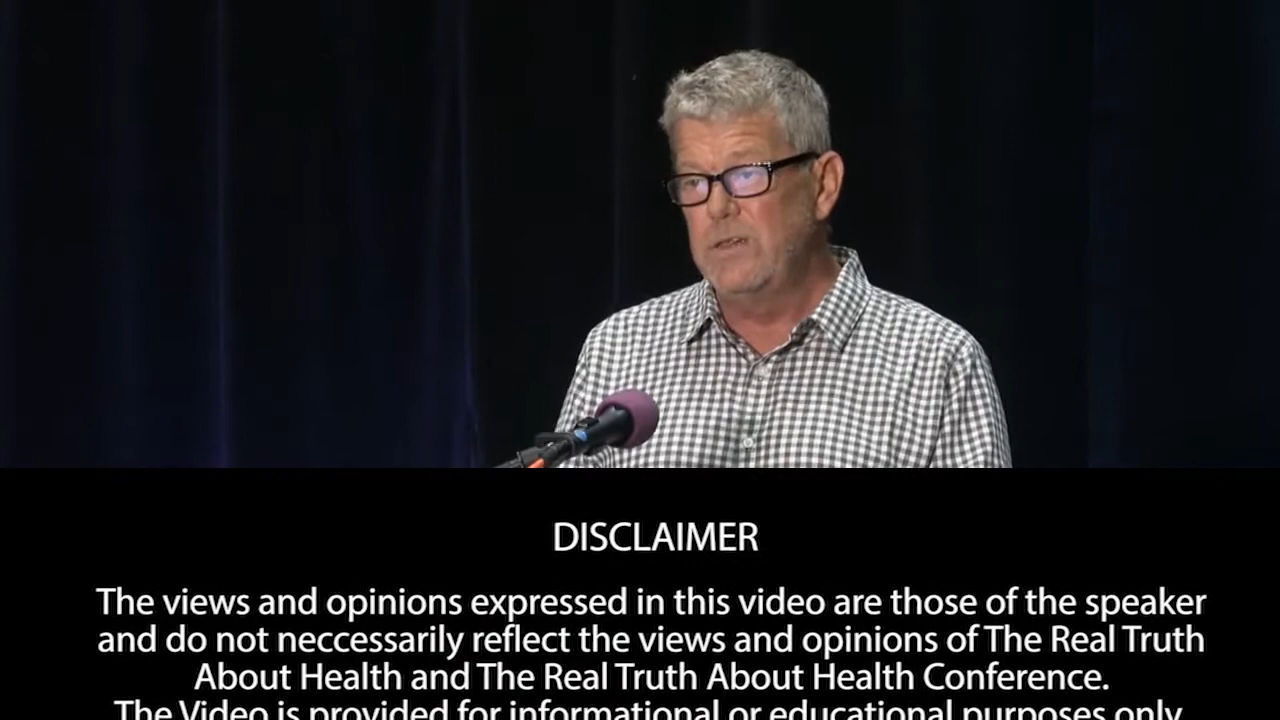 DISCLAIMER
The views and opinions expressed in this video are those of the speaker
and do not neccessarily reflect the views and opinions of The Real Truth
About Health and The Real Truth About Health Conference.
The Video is provided for informational or educational purposes only.